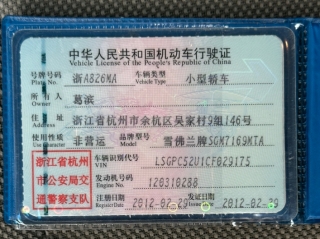 中华人民共和国机动车行驶证
Vehicle License of the People's Republic of China
号牌号码 浙A826MA 车辆类型 小型轿车
Plate No. Vehicle Type
所有人 葛滨
Owner
住址 浙江省杭州市余杭区吴家村9组146号
Address
使用性质 非营运 品牌型号 雪佛兰牌SGM7169MTA
Use Character Model
浙江省杭州市公安局交通警察支队
车辆识别代号 LSGPC52U1CF029175
VIN
发动机号码 120310288
Engine No.
注册日期 2012-02-29 发证日期 2012-02-29
Register Date Issue Date